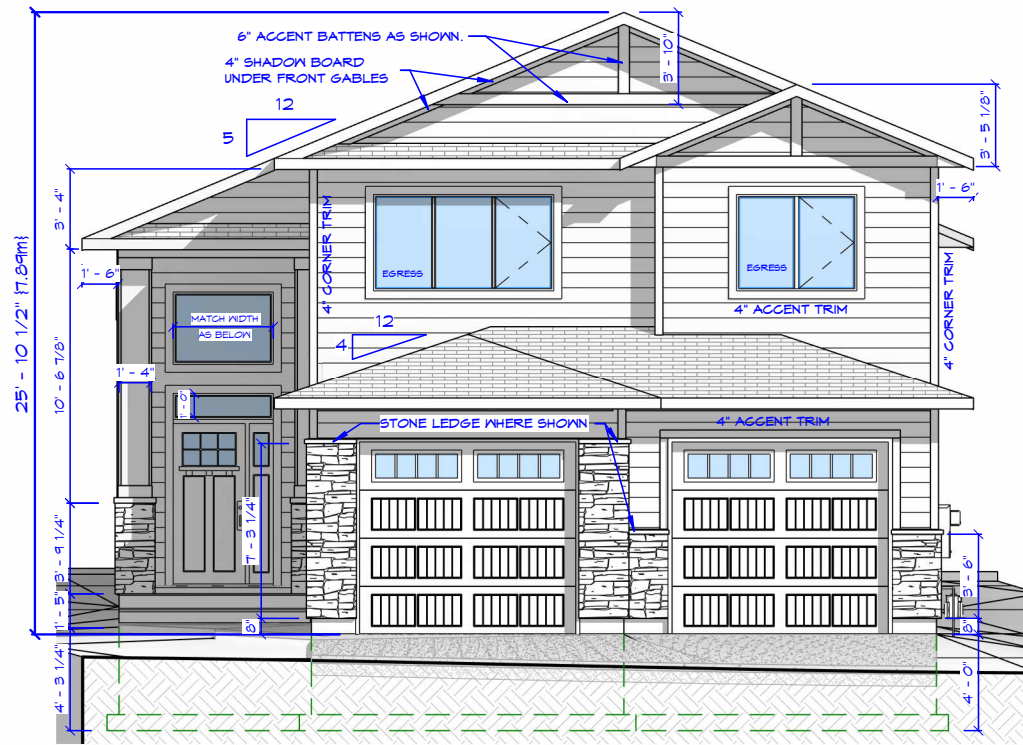 6" ACCENT BATTENS AS SHOWN.
4" SHADOW BOARD
UNDER FRONT GABLES
12
5
3' - 10"
3' - 5 1/8"
1' - 6"
3' - 4"
1' - 6"
25' - 10 1/2" {7.89m}
4" CORNER TRIM
EGRESS
EGRESS
4" ACCENT TRIM
4" CORNER TRIM
MATCH WIDTH
AS BELOW
12
4
10' - 6 7/8"
1' - 4"
1' - 0"
STONE LEDGE WHERE SHOWN
4" ACCENT TRIM
7' - 3 1/4"
3' - 9 1/4"
1' - 5"
8"
3' - 6"
8"
4' - 3 1/4"
4' - 0"